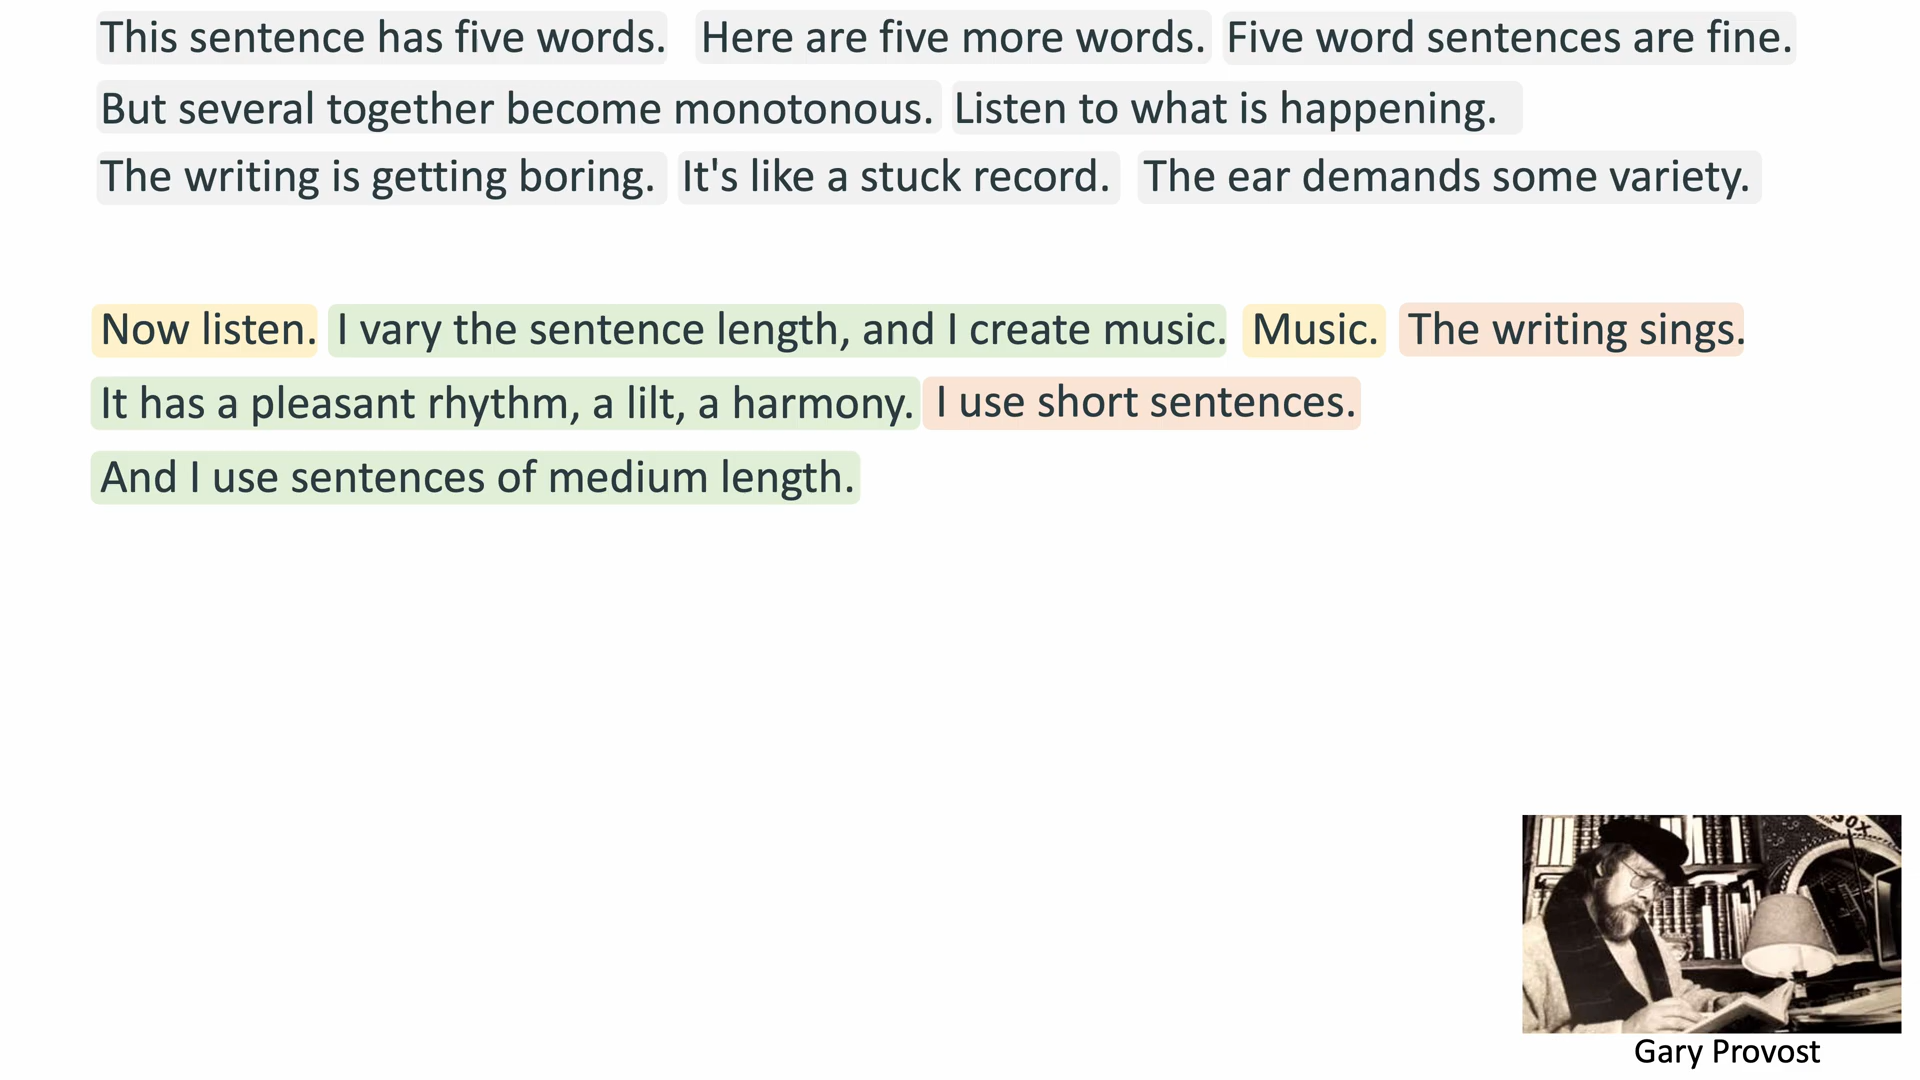 This sentence has five words. Here are five more words. Five word sentences are fine.
But several together become monotonous. Listen to what is happening.
The writing is getting boring. It's like a stuck record. The ear demands some variety.
Now listen. I vary the sentence length, and I create music. Music. The writing sings.
It has a pleasant rhythm, a lilt, a harmony. I use short sentences.
And I use sentences of medium length.
SOX
Gary Provost